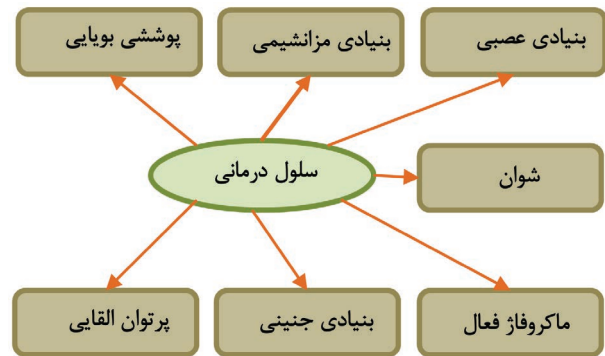 بنیادی عصبی
بنیادی مزانشیمی
پوششی بویایی
سلول درمانی
شوان
ماکروفاژ فعال
بنیادی جنینی
پرتوان القایی